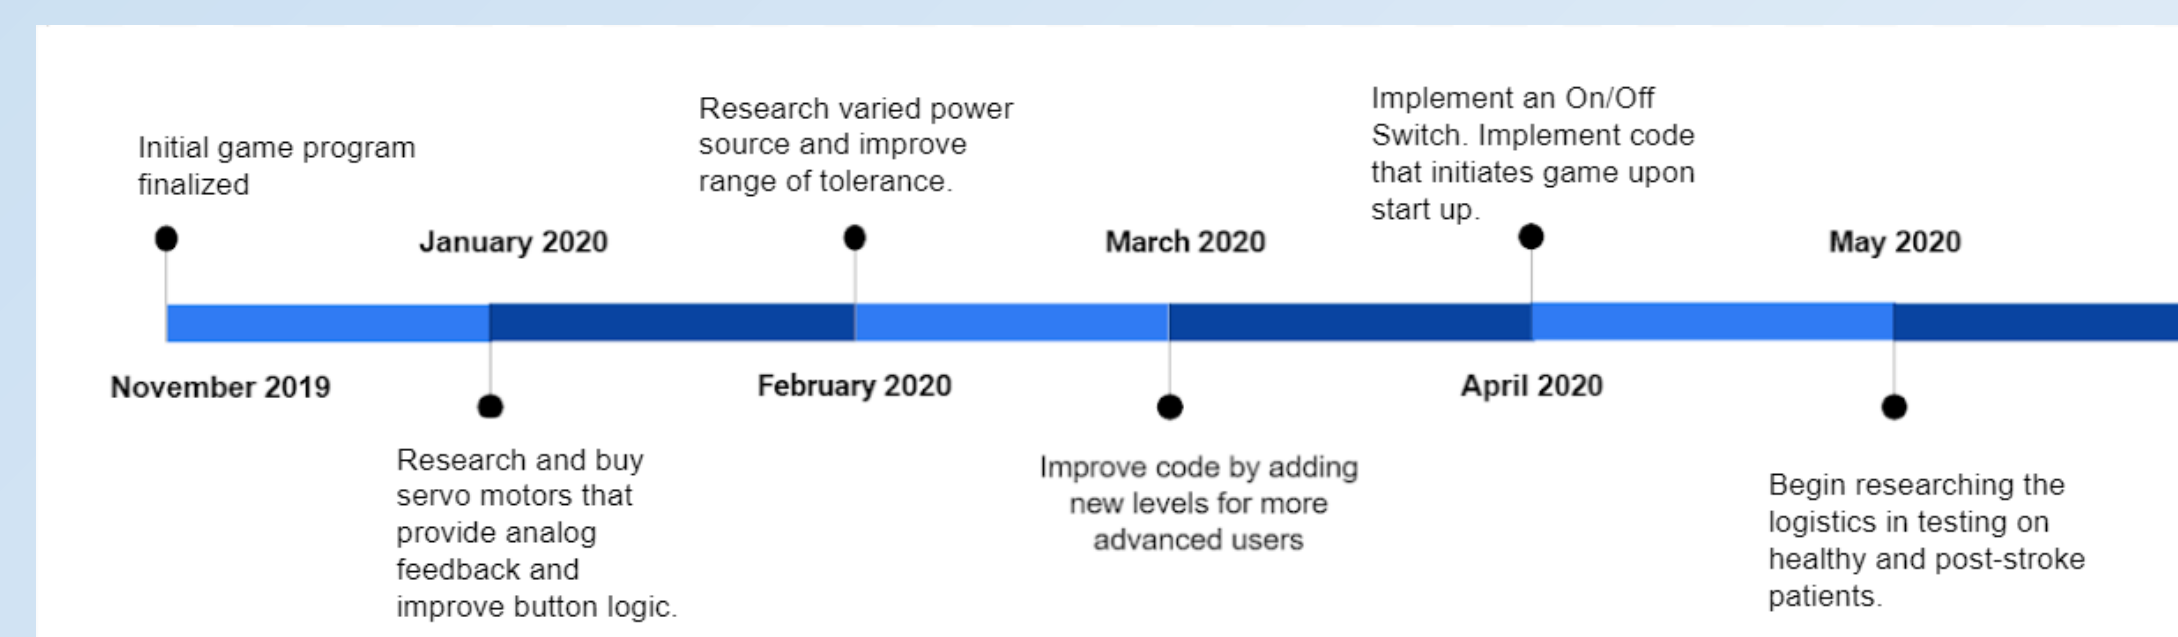 Initial game program
finalized
November 2019
January 2020
Research and buy
servo motors that
provide analog
feedback and
improve button logic.
Research varied power
source and improve
range of tolerance.
February 2020
March 2020
Improve code by adding
new levels for more
advanced users
Implement an On/Off
Switch. Implement code
that initiates game upon
start up.
April 2020
May 2020
Begin researching the
logistics in testing on
healthy and post-stroke
patients.